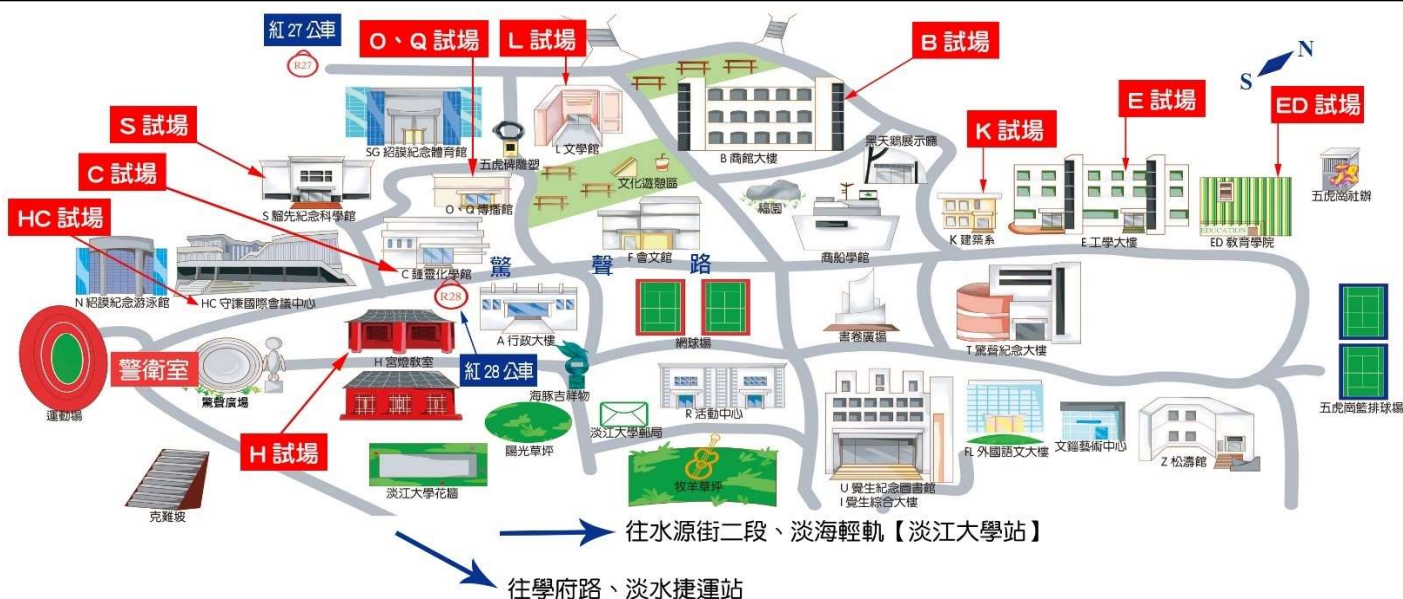 紅 27 公車
R27
O、Q 試場
L 試場
B 試場
N
S
S 試場
E 試場
ED 試場
K 試場
C 試場
HC 試場
SG 紹謨紀念體育館
五虎碑雕塑
L 文學館
B 商館大樓
黑天鵝展示廳
五虎崗社辦
S 騮先紀念科學館
O、Q 傳播館
文化遊憩區
福園
K 建築系
E 工學大樓
EDUCATION
ED 教育學院
C 鍾靈化學館
F 會文館
商船學館
驚聲路
N 紹謨紀念游泳館
HC 守謙國際會議中心
R28
A 行政大樓
網球場
書卷廣場
T 驚聲紀念大樓
警衛室
H 宮燈教室
紅 28 公車
運動場
驚聲廣場
海豚吉祥物
R 活動中心
五虎崗籃排球場
H 試場
陽光草坪
淡江大學郵局
FL 外國語文大樓
文錙藝術中心
Z 松濤館
克難坡
淡江大學花牆
牧羊草坪
U 覺生紀念圖書館
I 覺生綜合大樓
往水源街二段、淡海輕軌【淡江大學站】
往學府路、淡水捷運站